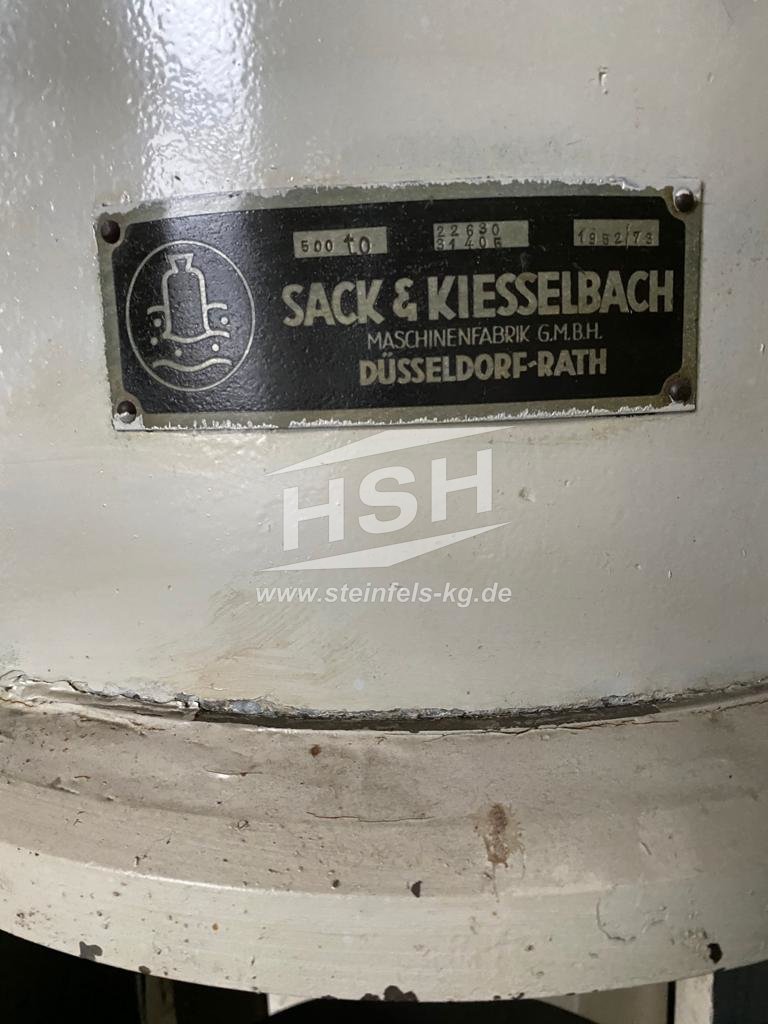 500 to
22630
31405
1952/73
SACK & KIESSELBACH
MASCHINENFABRIK G.M.B.H.
DÜSSELDORF-RATH
HSH
www.steinfels-kg.de